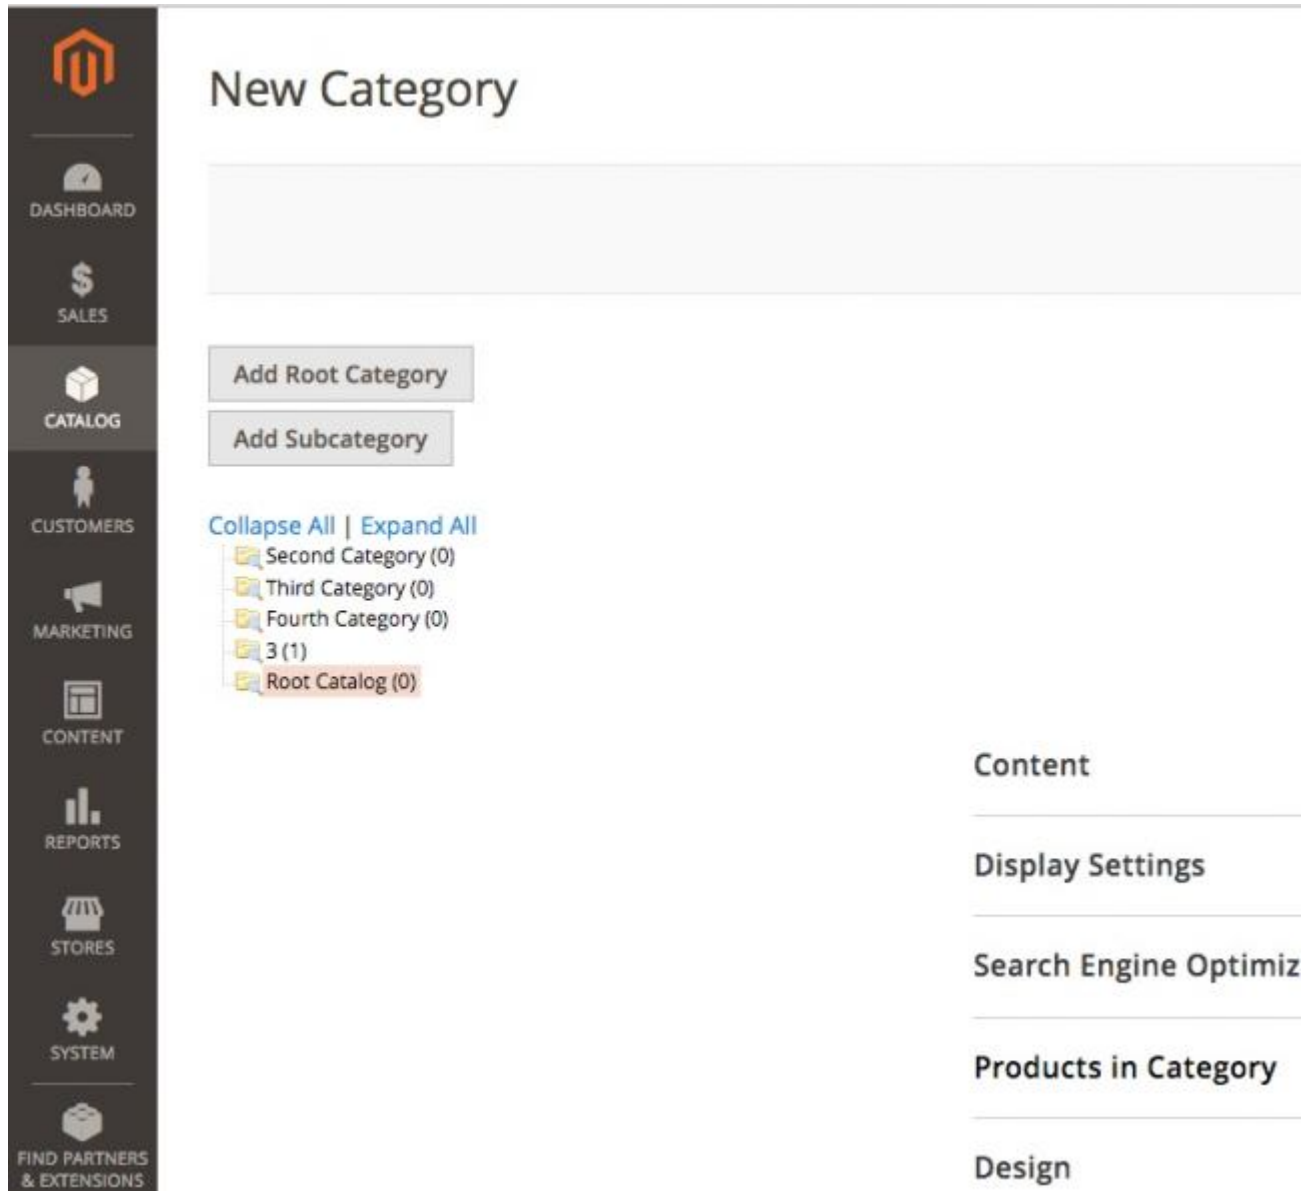 New Category
DASHBOARD
SALES
CATALOG
CUSTOMERS
MARKETING
CONTENT
REPORTS
STORES
SYSTEM
FIND PARTNERS
& EXTENSIONS
Add Root Category
Add Subcategory
Collapse All | Expand All
Second Category (0)
Third Category (0)
Fourth Category (0)
3 (1)
Root Catalog (0)
Content
Display Settings
Search Engine Optimiz
Products in Category
Design